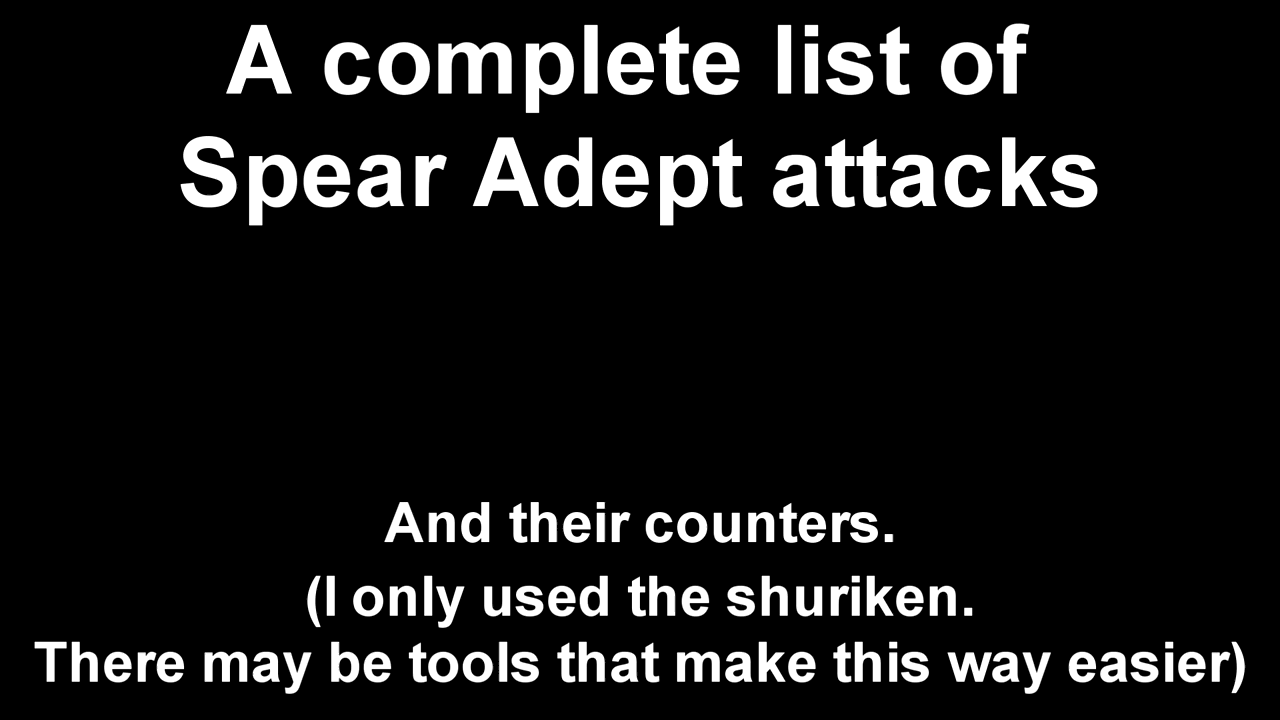 A complete list of
Spear Adept attacks
And their counters.
(I only used the shuriken.
There may be tools that make this way easier)